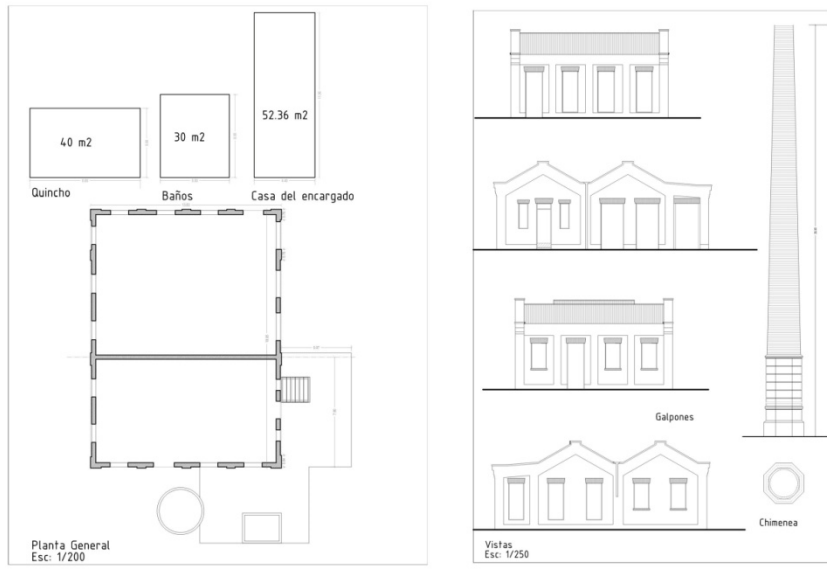 40 m2
30 m2
52.36 m2
Quincho
Baños
Casa del encargado
Planta General
Esc: 1/200
Galpones
Chimenea
Vistas
Esc: 1/250